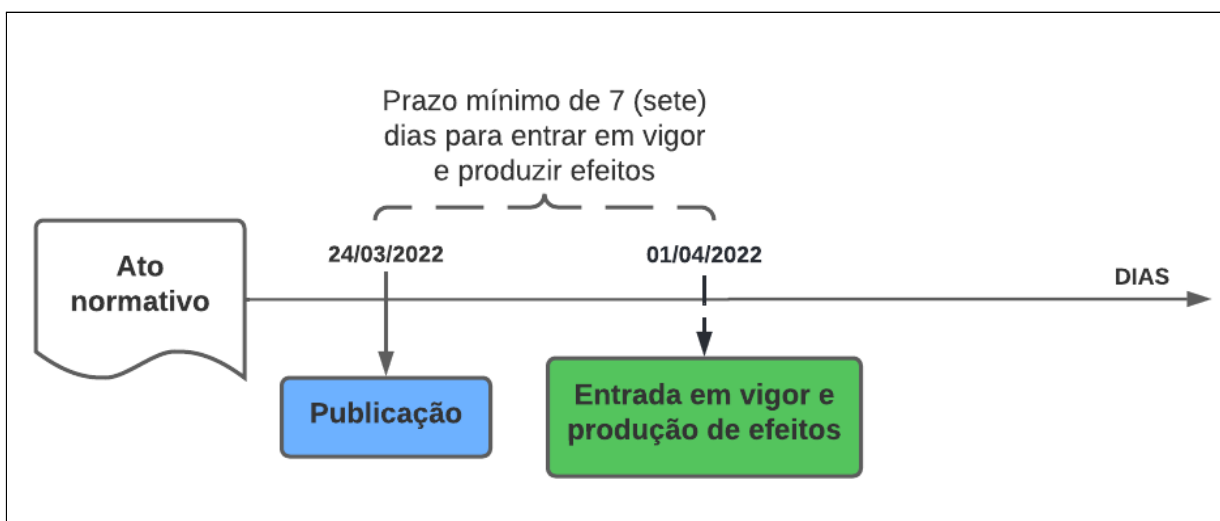 Prazo mínimo de 7 (sete)
dias para entrar em vigor
e produzir efeitos
Ato
normativo
24/03/2022
01/04/2022
DIAS
Publicação
Entrada em vigor e
produção de efeitos